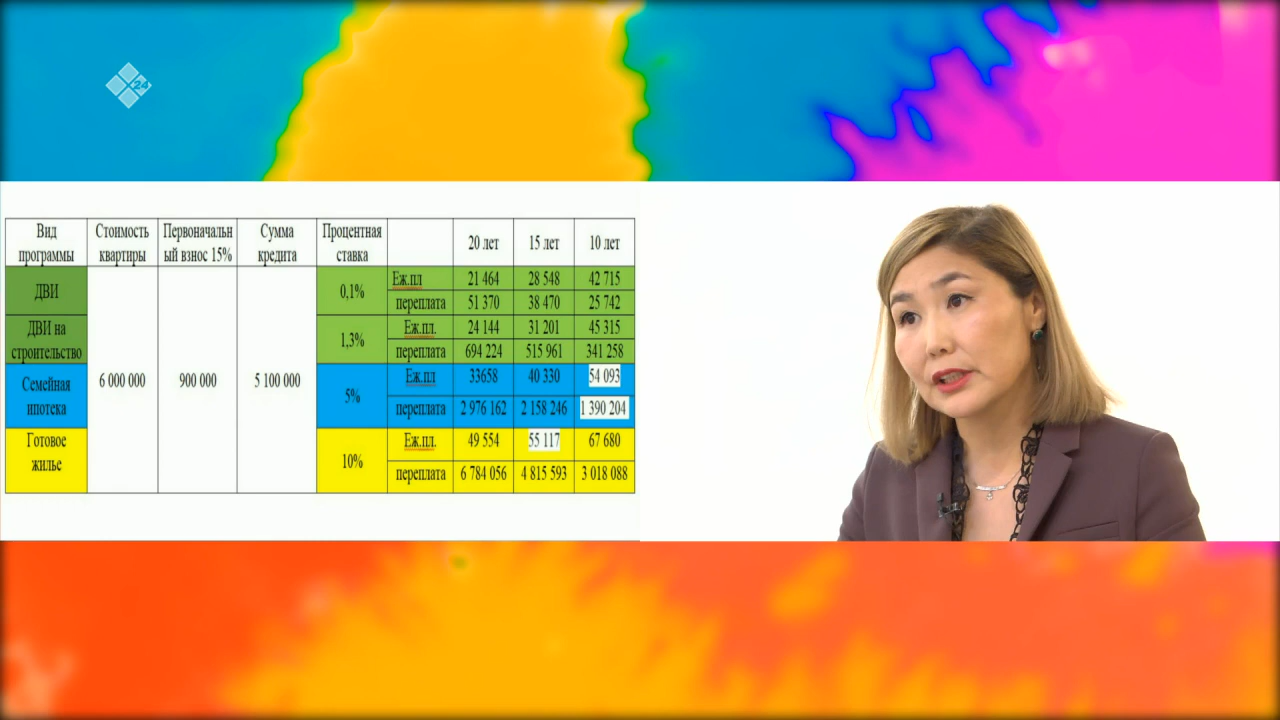 Х24
Вид Стоимость Первоначальн Сумма Процентная 20 лет 15 лет 10 лет
программы квартиры ый взнос 15% кредита ставка
ДВИ 0,1% Еж.пл 21 464 28 548 42 715
переплата 51 370 38 470 25 742
ДВИ на 1,3% Еж.пл. 24 144 31 201 45 315
строительство переплата 694 224 515 961 341 258
Семейная 6 000 000 900 000 5 100 000 5% Еж.пл 33658 40 330 54 093
ипотека переплата 2 976 162 2 158 246 1 390 204
Готовое 10% Еж.пл. 49 554 55 117 67 680
жилье переплата 6 784 056 4 815 593 3 018 088